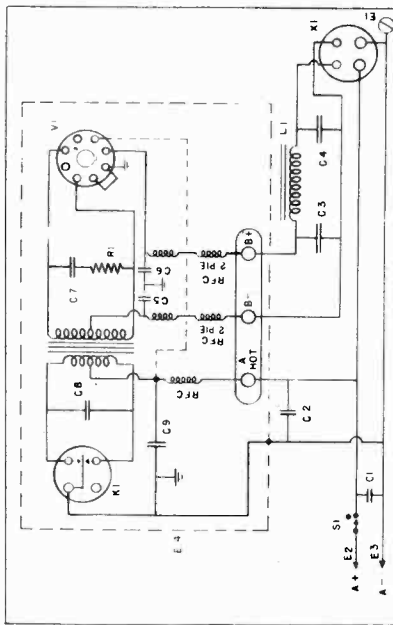 V1
C7
R1
C6
C5
C8
K1
C9
E4
RFC
2 PIE
RFC
2 PIE
RFC
B+
B-
A
HOT
C2
L1
C4
C3
X1
E1
S1
C1
E2
E3
A+
A-